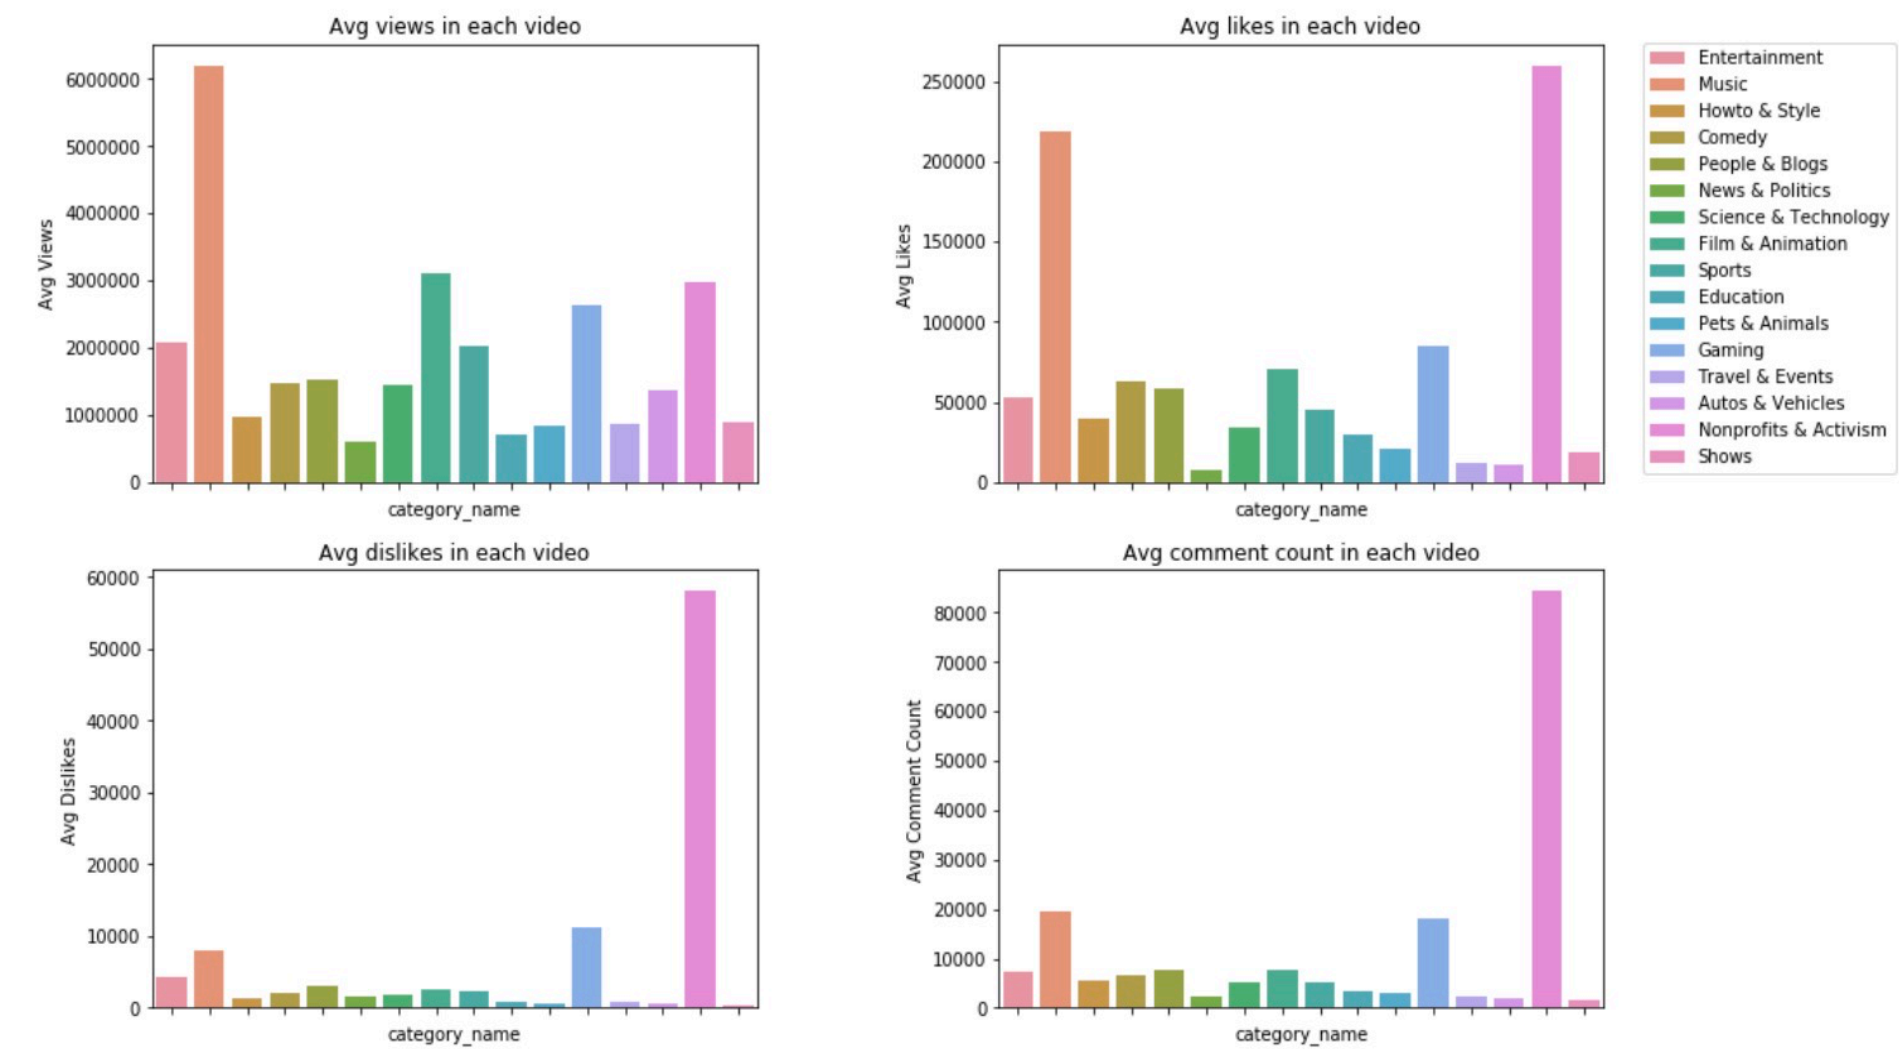 Avg views in each video
6000000
5000000
4000000
3000000
2000000
1000000
0
Avg Views
category_name
Avg likes in each video
250000
200000
150000
100000
50000
0
Avg Likes
category_name
Entertainment
Music
Howto & Style
Comedy
People & Blogs
News & Politics
Science & Technology
Film & Animation
Sports
Education
Pets & Animals
Gaming
Travel & Events
Autos & Vehicles
Nonprofits & Activism
Shows
Avg dislikes in each video
60000
50000
40000
30000
20000
10000
0
Avg Dislikes
category_name
Avg comment count in each video
80000
70000
60000
50000
40000
30000
20000
10000
0
Avg Comment Count
category_name